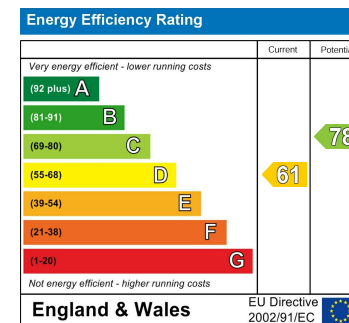 Energy Efficiency Rating
Current Potentia
Very energy efficient - lower running costs
(92 plus) A
(81-91) B
(69-80) C
78
(55-68) D
61
(39-54) E
(21-38) F
(1-20) G
Not energy efficient - higher running costs
England & Wales
EU Directive
2002/91/EC